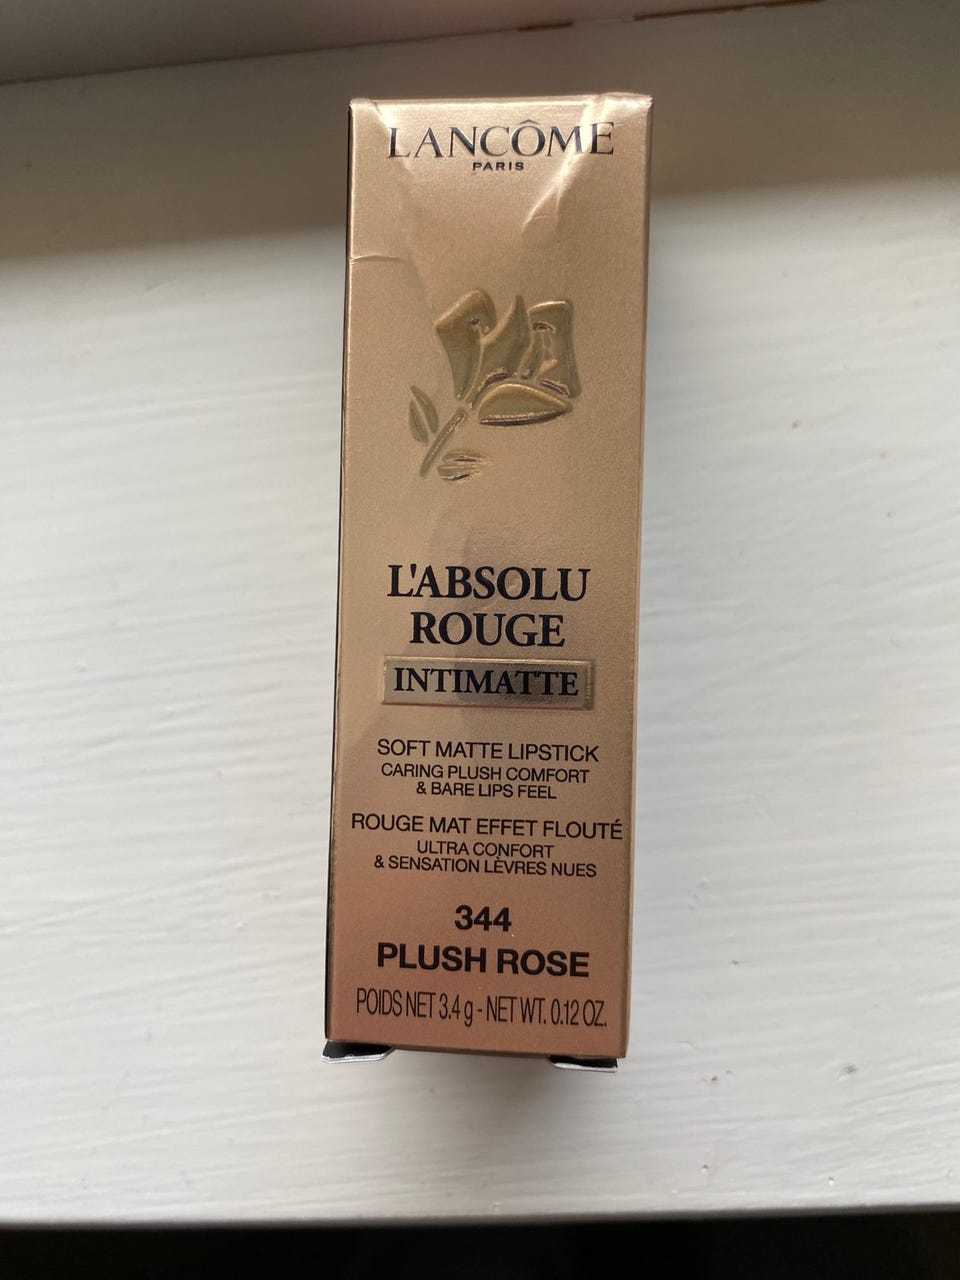 LANCÔME
PARIS
L'ABSOLU
ROUGE
INTIMATTE
SOFT MATTE LIPSTICK
CARING PLUSH COMFORT
& BARE LIPS FEEL
ROUGE MAT EFFET FLOUTÉ
ULTRA CONFORT
& SENSATION LÈVRES NUES
344
PLUSH ROSE
POIDS NET 3.4 g - NET WT. 0.12 OZ.